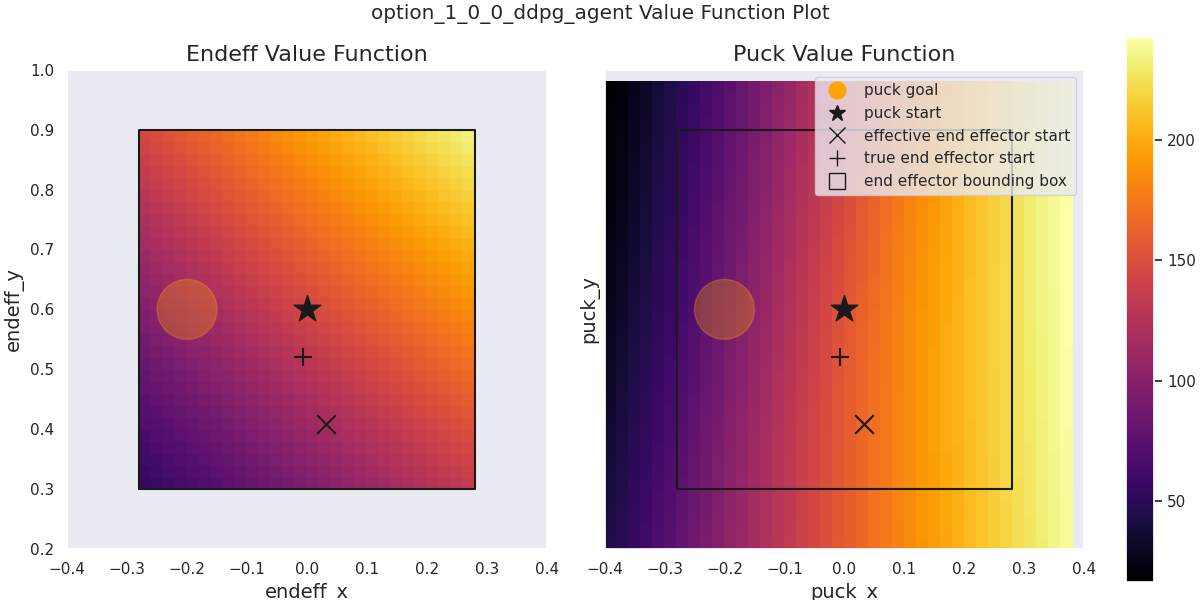 option_1_0_0_ddpg_agent Value Function Plot
Endeff Value Function
1.0
0.9
0.8
0.7
0.6
0.5
0.4
0.3
0.2
endeff_y
−0.4 −0.3 −0.2 −0.1 0.0 0.1 0.2 0.3 0.4
endeff_x
Puck Value Function
puck goal
puck start
effective end effector start
true end effector start
end effector bounding box
puck_y
−0.4 −0.3 −0.2 −0.1 0.0 0.1 0.2 0.3 0.4
puck_x
200
150
100
50